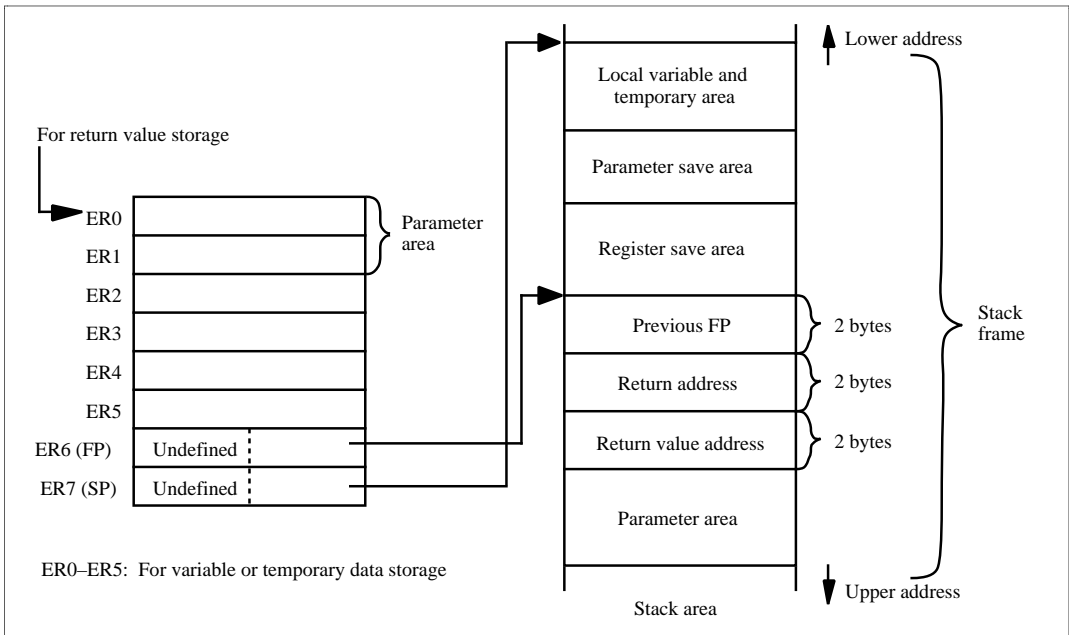 For return value storage
ER0
ER1
ER2
ER3
ER4
ER5
ER6 (FP)
ER7 (SP)
Undefined
Undefined
Parameter
area
ER0–ER5: For variable or temporary data storage
Local variable and
temporary area
Parameter save area
Register save area
Previous FP
Return address
Return value address
Parameter area
Stack area
2 bytes
2 bytes
2 bytes
Lower address
Stack
frame
Upper address